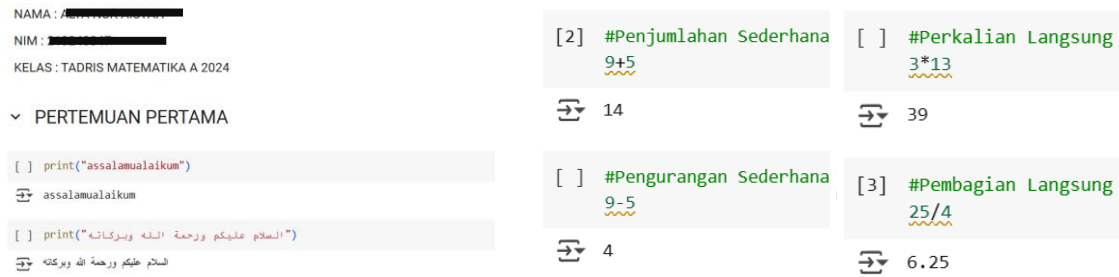 NAMA :
NIM :
KELAS : TADRIS MATEMATIKA A 2024
PERTEMUAN PERTAMA
[ ] print("assalamualaikum")
assalamualaikum
[ ] print("السلام عليكم ورحمة الله وبركاته")
السلام عليكم ورحمة الله وبركاته
[2] #Penjumlahan Sederhana
9+5
14
[ ] #Pengurangan Sederhana
9-5
4
[ ] #Perkalian Langsung
3*13
39
[3] #Pembagian Langsung
25/4
6.25